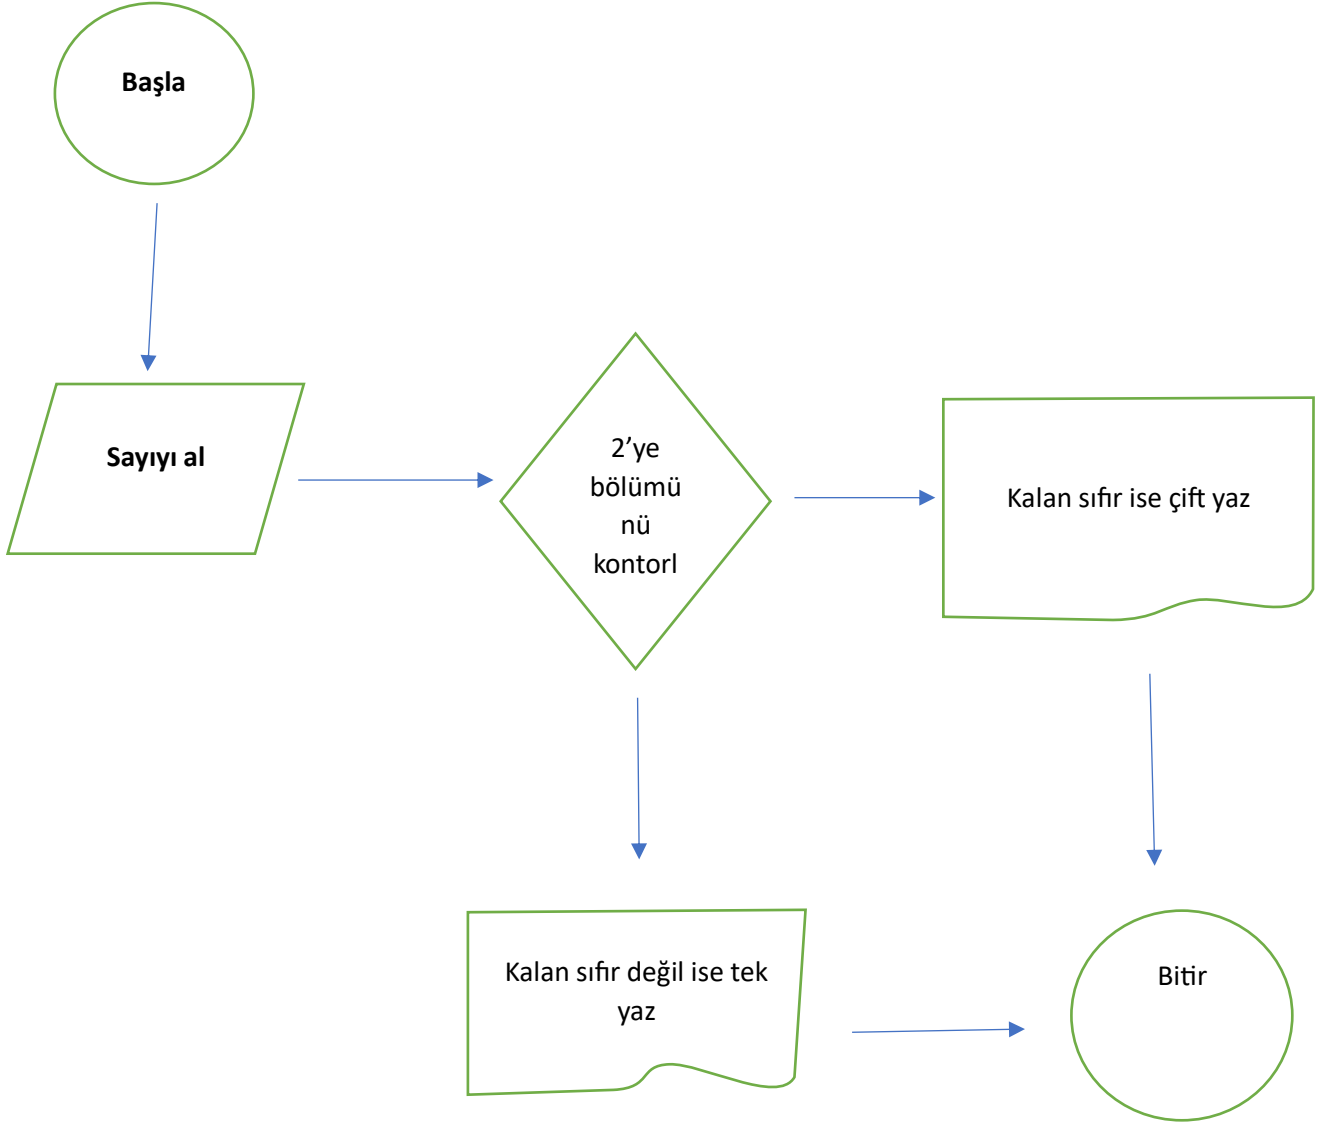 Başla
Sayıyı al
2’ye
bölümü
nü
kontorl
Kalan sıfır ise çift yaz
Kalan sıfır değil ise tek
yaz
Bitir